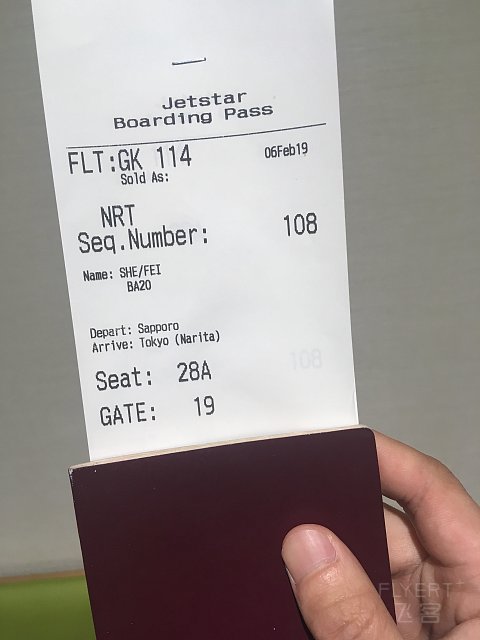 Jetstar
Boarding Pass
FLT:GK 114 06Feb19
Sold As:
NRT
Seq.Number: 108
Name: SHE/FEI
BA20
Depart: Sapporo
Arrive: Tokyo (Narita)
108
Seat: 28A
GATE: 19
FLYERT+
飞客